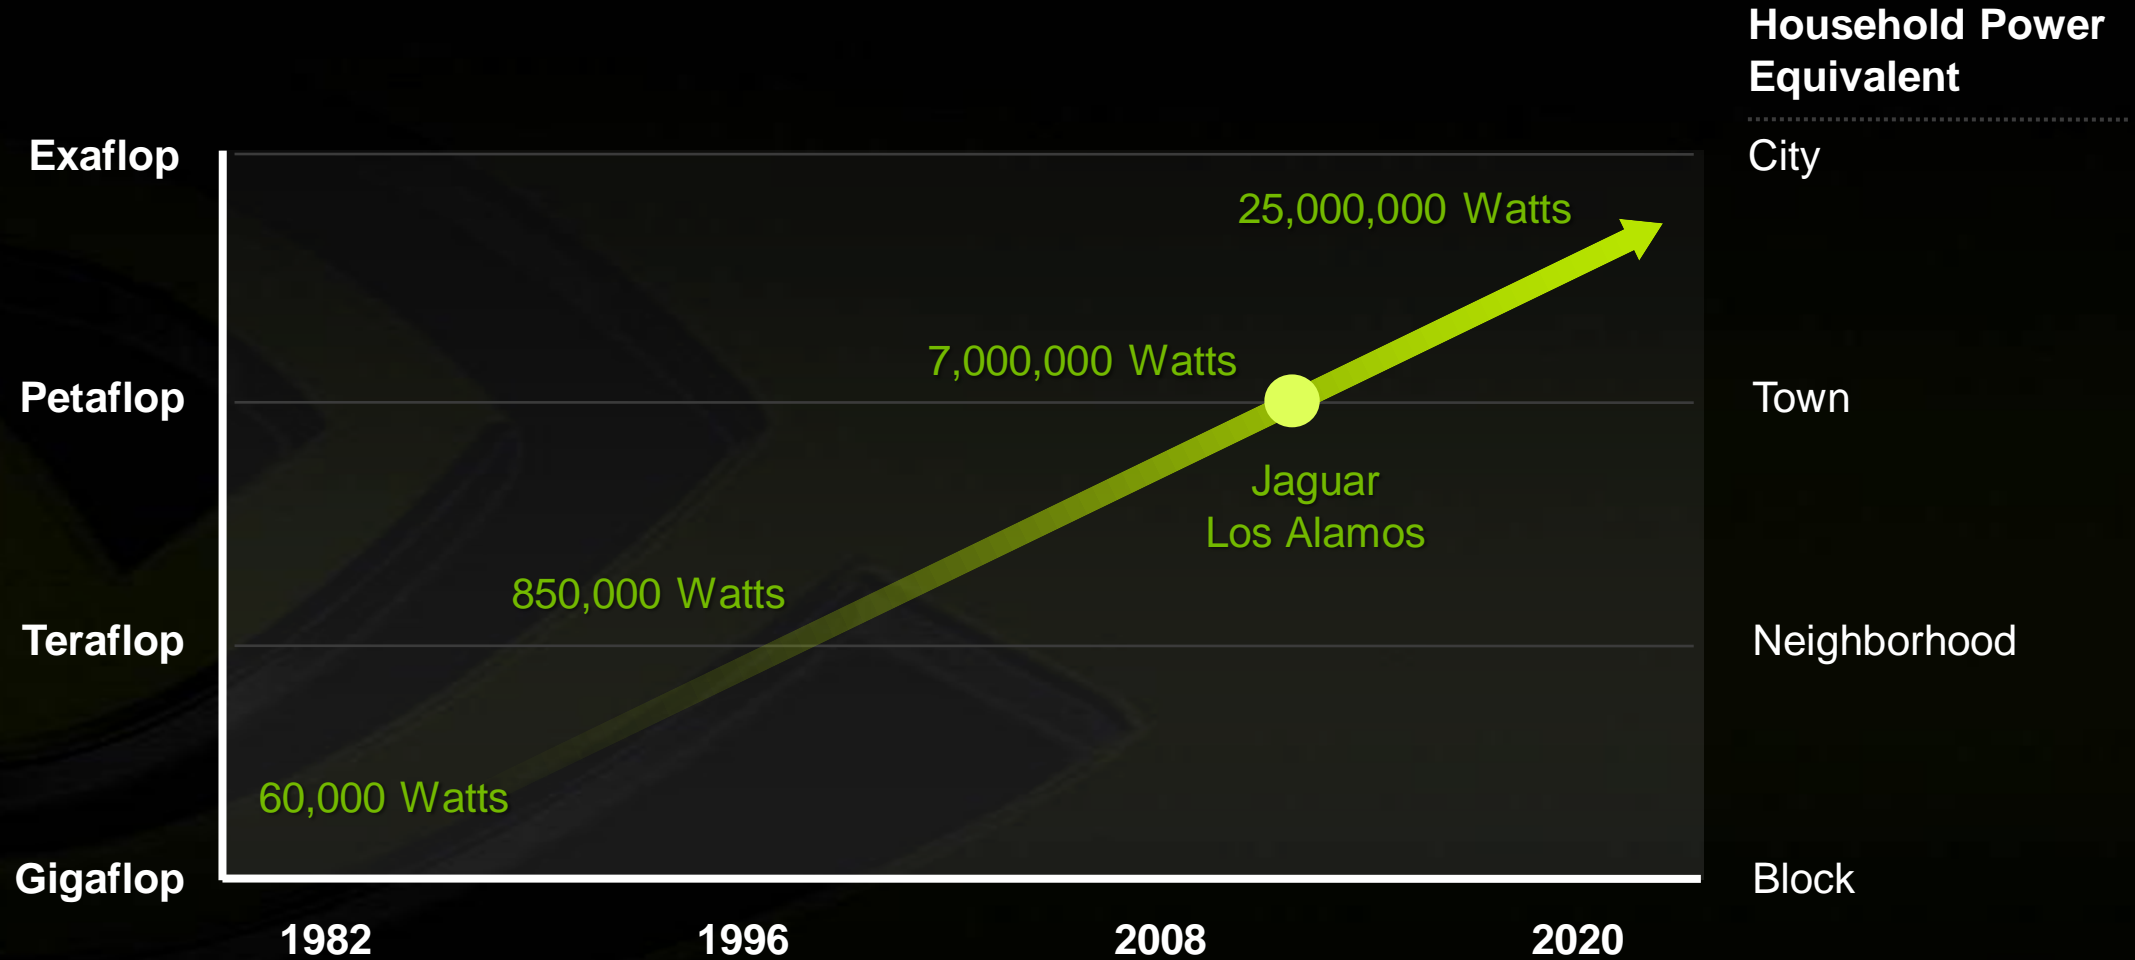 Household Power
Equivalent
Exaflop
City
25,000,000 Watts
7,000,000 Watts
Petaflop
Town
Jaguar
Los Alamos
850,000 Watts
Teraflop
Neighborhood
60,000 Watts
Gigaflop
Block
1982
1996
2008
2020